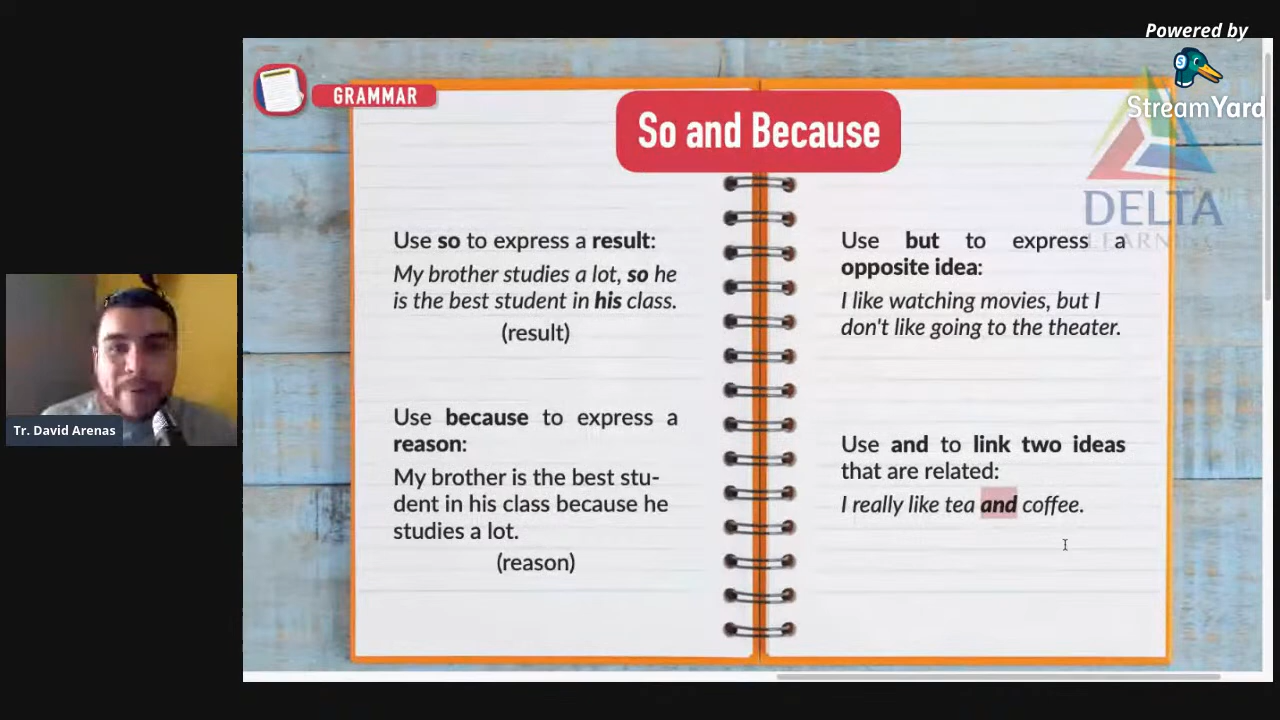 Powered by
StreamYard
GRAMMAR
So and Because
DELTA
LEARNING
Use so to express a result:
My brother studies a lot, so he
is the best student in his class.
(result)
Use because to express a
reason:
My brother is the best stu-
dent in his class because he
studies a lot.
(reason)
Use but to express a
opposite idea:
I like watching movies, but I
don't like going to the theater.
Use and to link two ideas
that are related:
I really like tea and coffee.
Tr. David Arenas